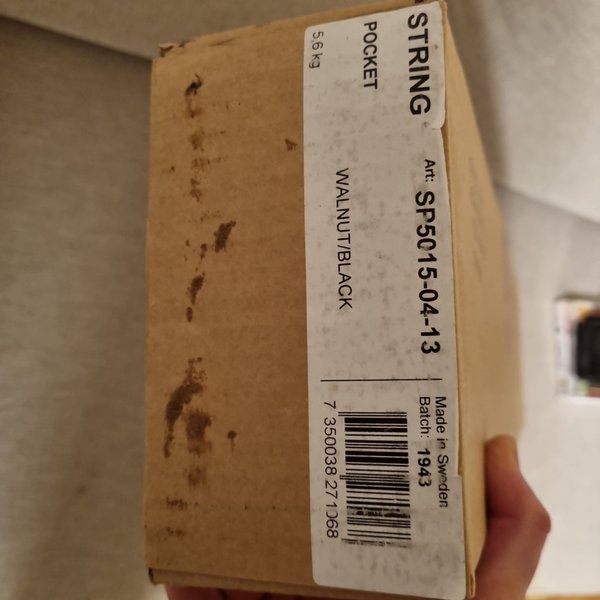 STRING
POCKET
5,6 kg
Art: SP5015-04-13
WALNUT/BLACK
Made in Sweden
Batch: 1943
7 350038 271068